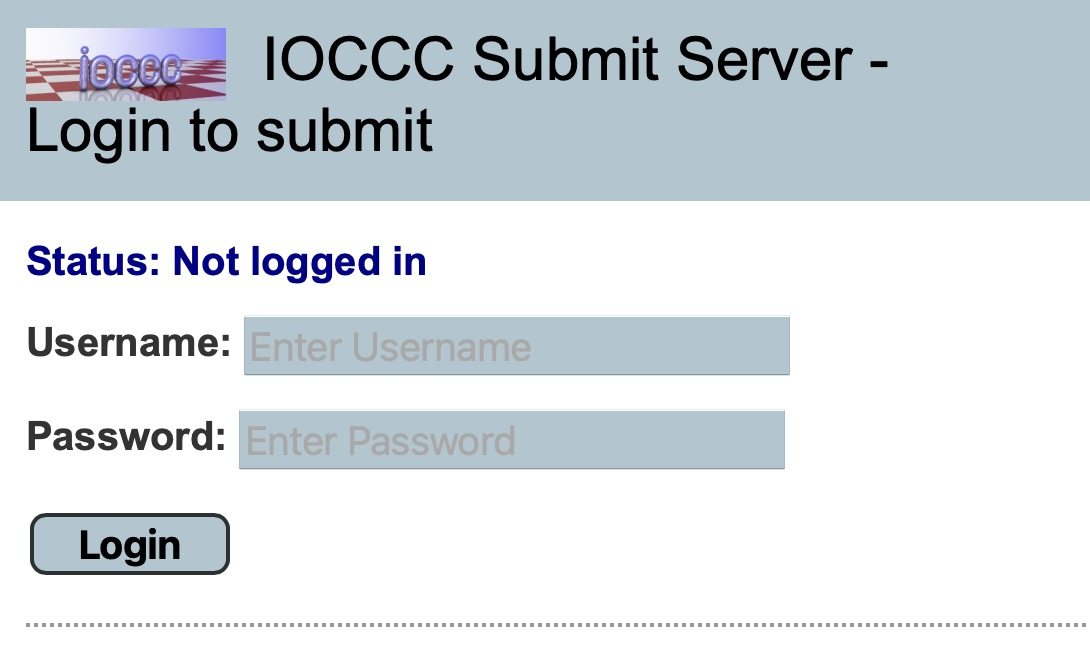 ioccc IOCCC Submit Server -
Login to submit
Status: Not logged in
Username: Enter Username
Password: Enter Password
Login